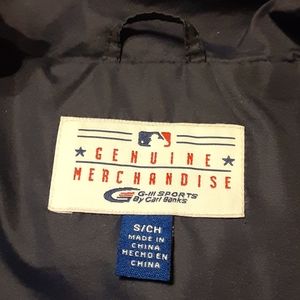 GENUINE
MERCHANDISE
G-III SPORTS
By Carl Banks
S/CH
MADE IN
CHINA
HECHO EN
CHINA